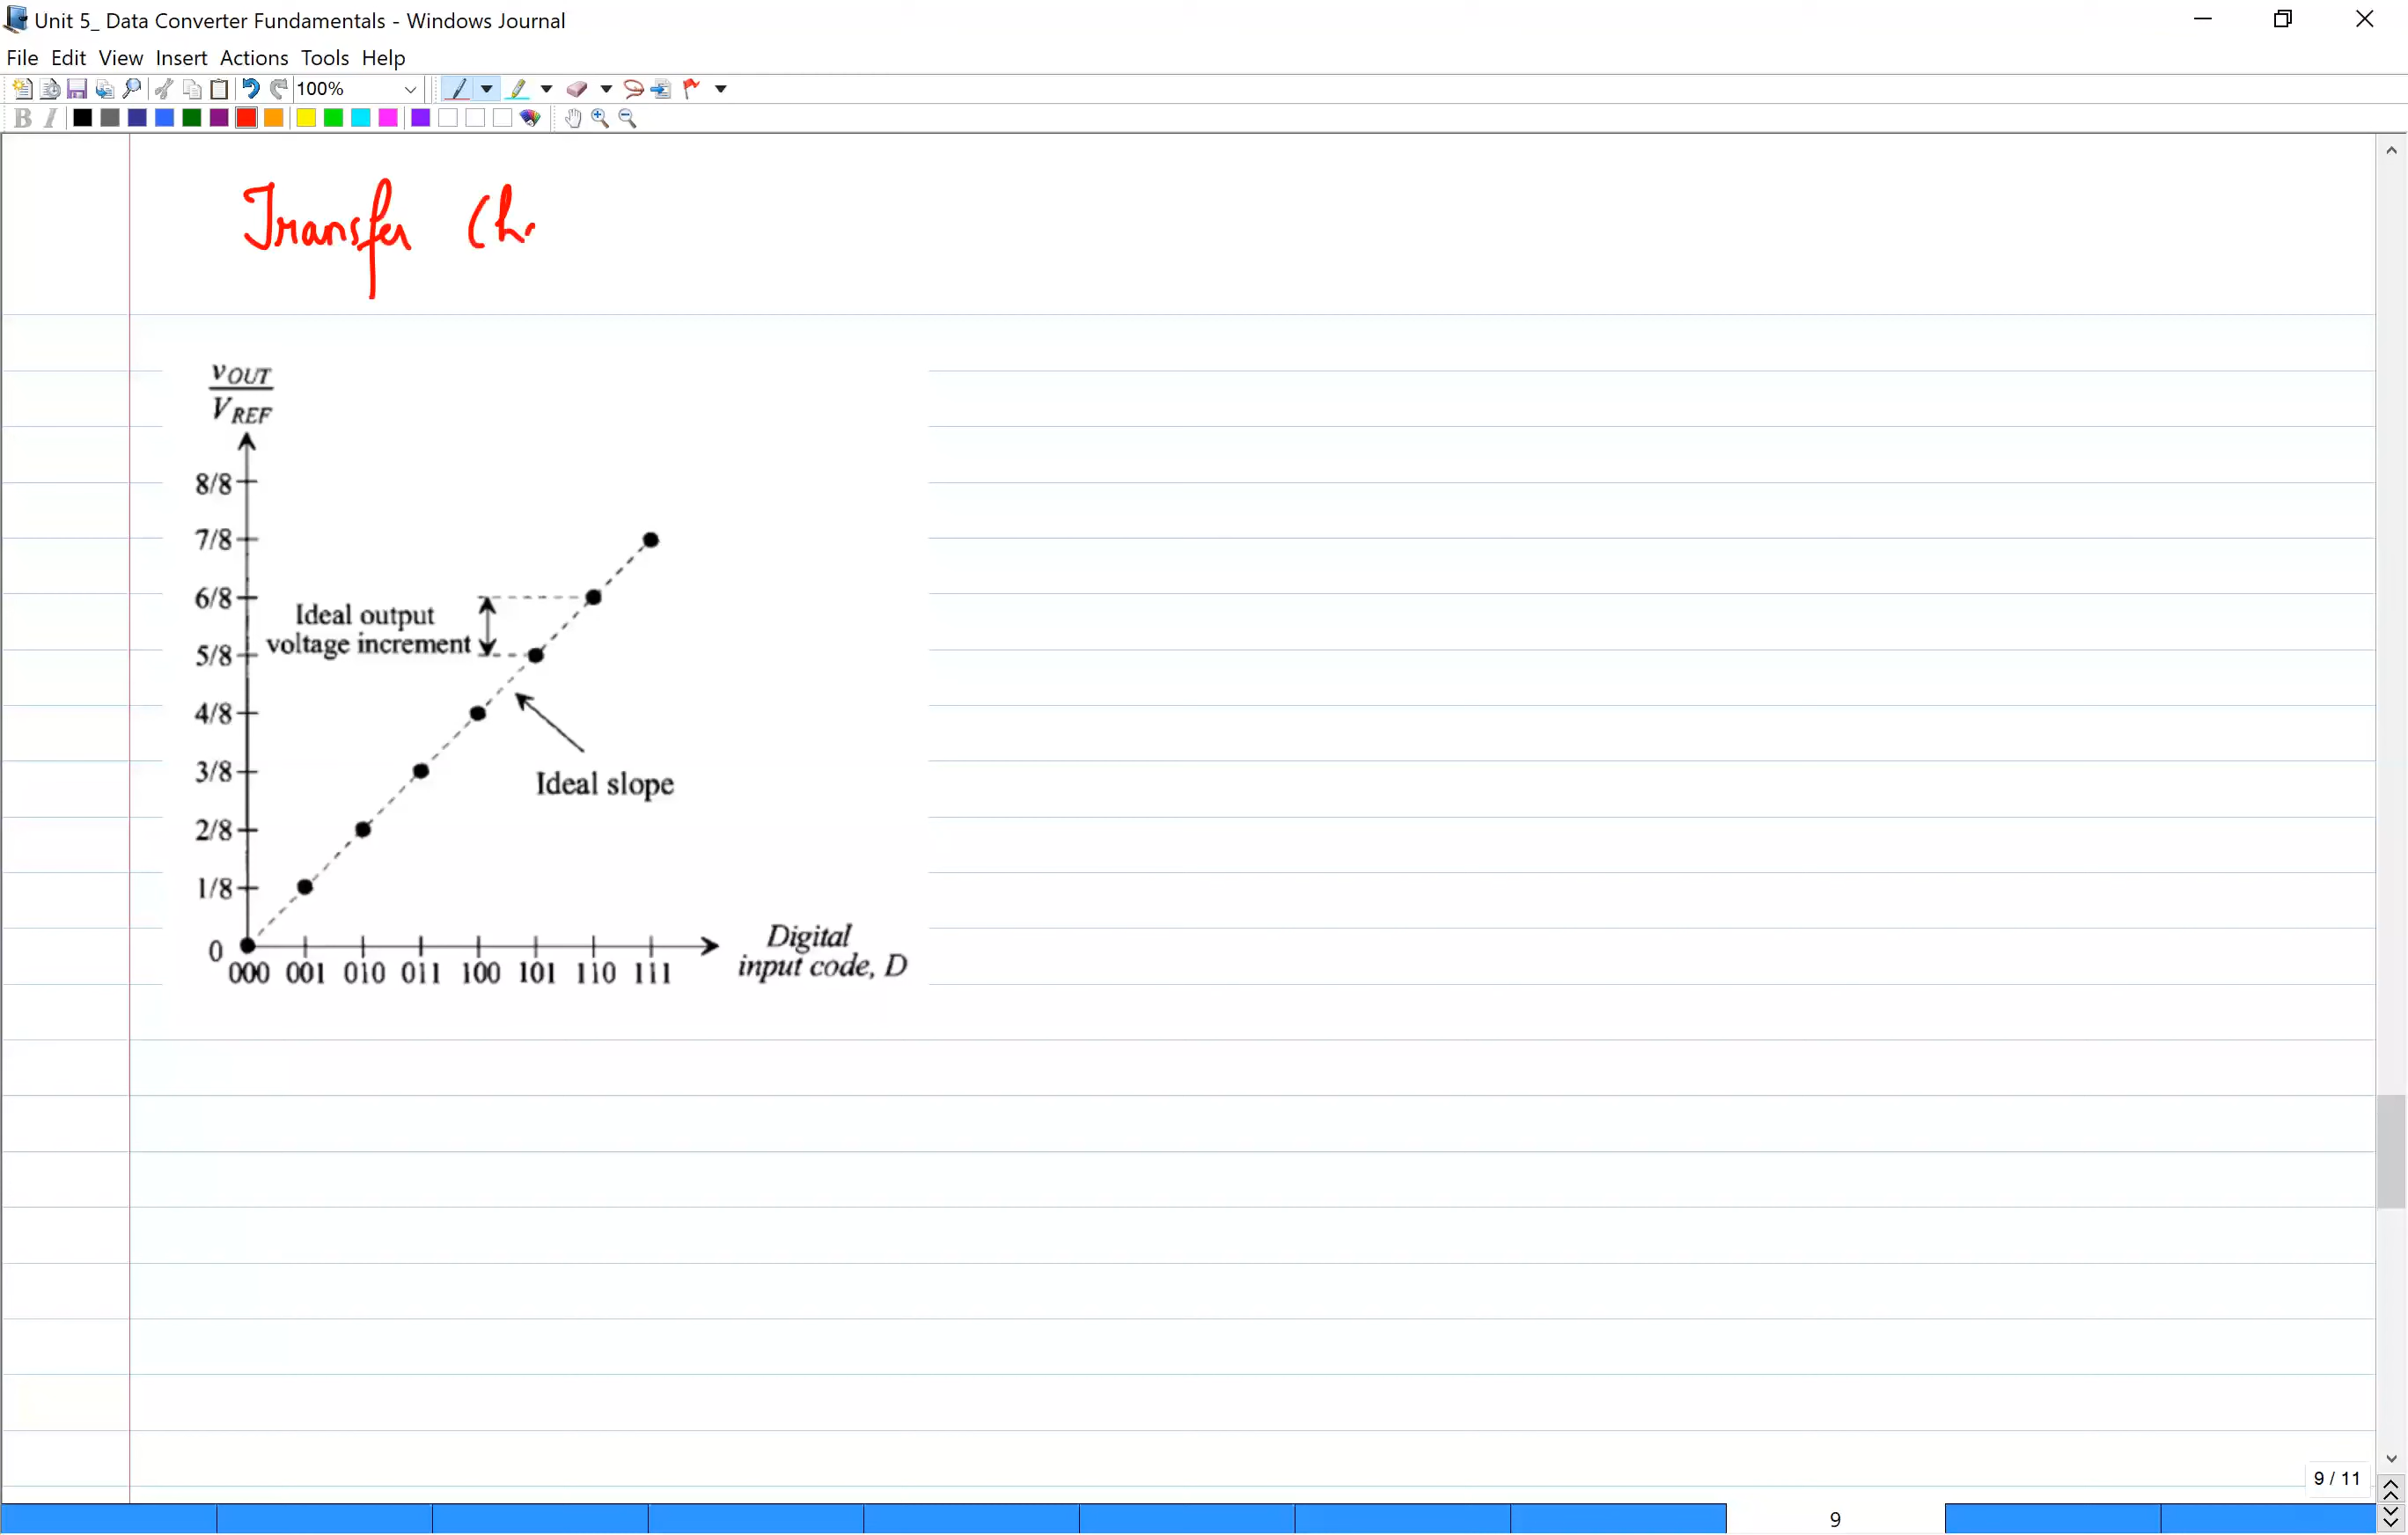 Unit 5_ Data Converter Fundamentals - Windows Journal
File Edit View Insert Actions Tools Help
100%
B I
Transfer Ch
vOUT
VREF
8/8
7/8
6/8
Ideal output
voltage increment
5/8
4/8
3/8
Ideal slope
2/8
1/8
0
Digital
input code, D
000 001 010 011 100 101 110 111
9 / 11
9